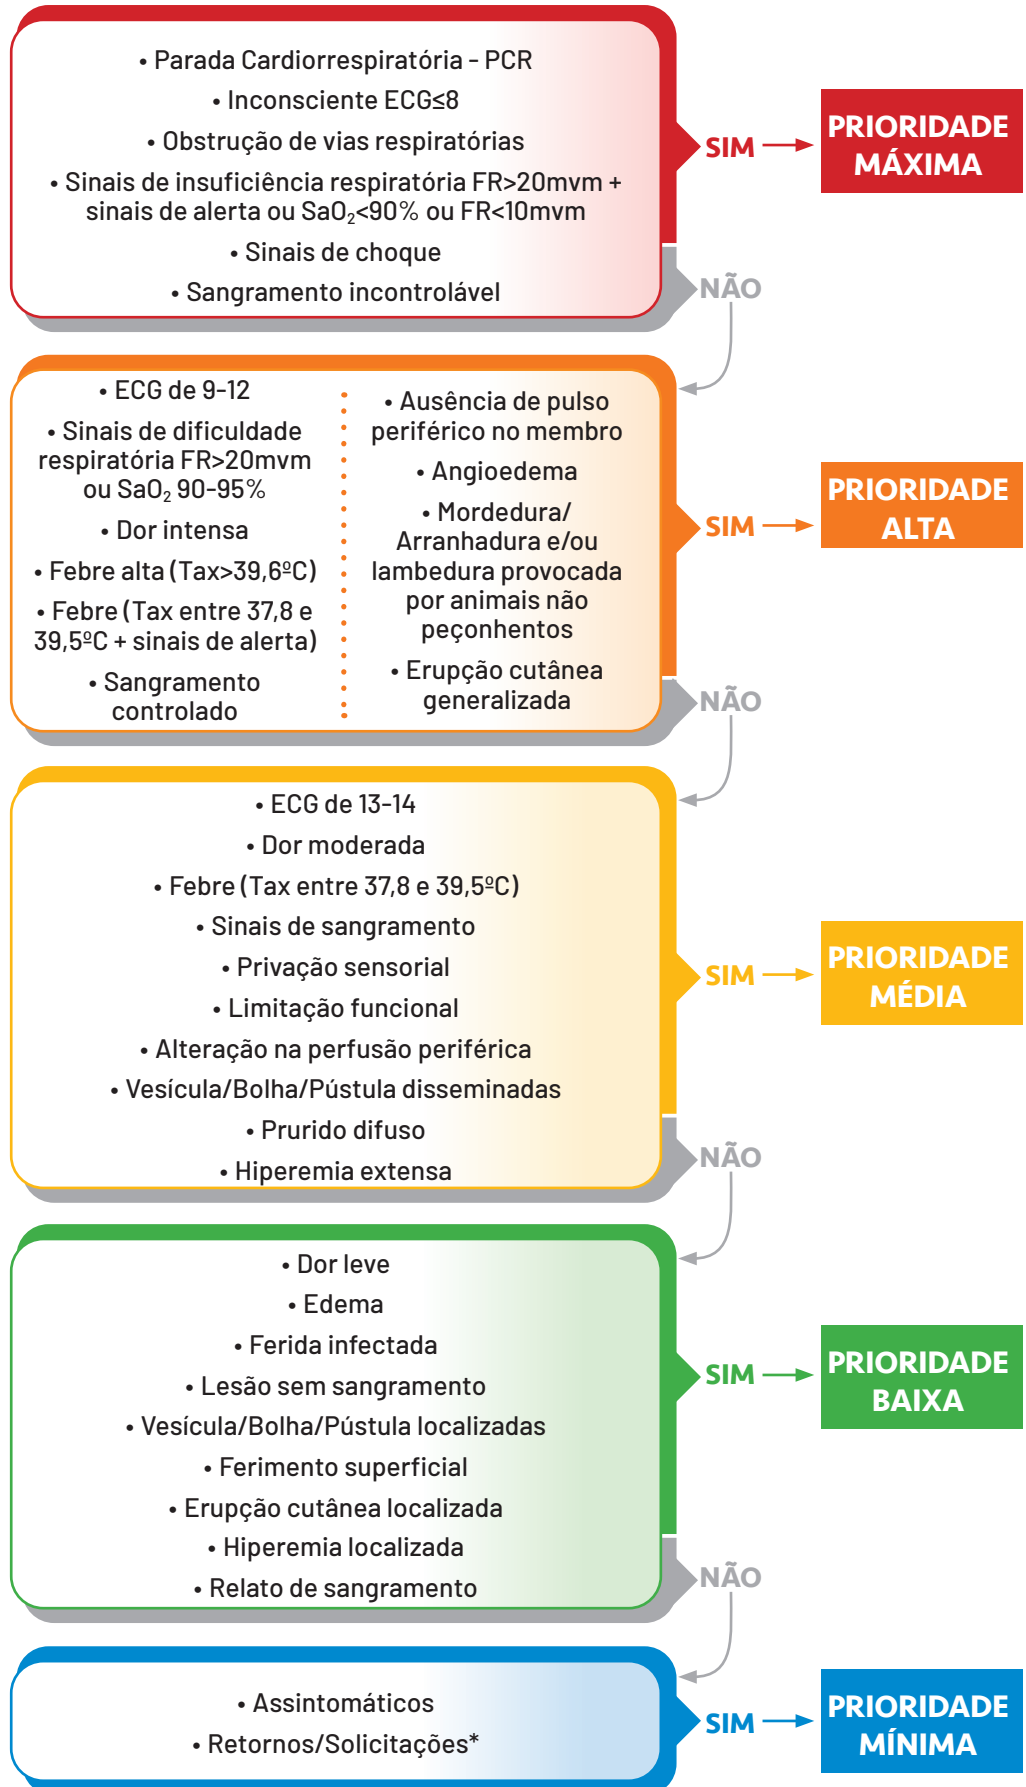 • Parada Cardiorrespiratória - PCR
• Inconsciente ECG≤8
• Obstrução de vias respiratórias
• Sinais de insuficiência respiratória FR>20mvm +
sinais de alerta ou SaO₂<90% ou FR<10mvm
• Sinais de choque
• Sangramento incontrolável
SIM
PRIORIDADE
MÁXIMA
NÃO
• ECG de 9-12
• Sinais de dificuldade
respiratória FR>20mvm
ou SaO₂ 90-95%
• Dor intensa
• Febre alta (Tax>39,6ºC)
• Febre (Tax entre 37,8 e
39,5ºC + sinais de alerta)
• Sangramento
controlado
• Ausência de pulso
periférico no membro
• Angioedema
• Mordedura/
Arranhadura e/ou
lambedura provocada
por animais não
peçonhentos
• Erupção cutânea
generalizada
SIM
PRIORIDADE
ALTA
NÃO
• ECG de 13-14
• Dor moderada
• Febre (Tax entre 37,8 e 39,5ºC)
• Sinais de sangramento
• Privação sensorial
• Limitação funcional
• Alteração na perfusão periférica
• Vesícula/Bolha/Pústula disseminadas
• Prurido difuso
• Hiperemia extensa
SIM
PRIORIDADE
MÉDIA
NÃO
• Dor leve
• Edema
• Ferida infectada
• Lesão sem sangramento
• Vesícula/Bolha/Pústula localizadas
• Ferimento superficial
• Erupção cutânea localizada
• Hiperemia localizada
• Relato de sangramento
SIM
PRIORIDADE
BAIXA
NÃO
• Assintomáticos
• Retornos/Solicitações*
SIM
PRIORIDADE
MÍNIMA